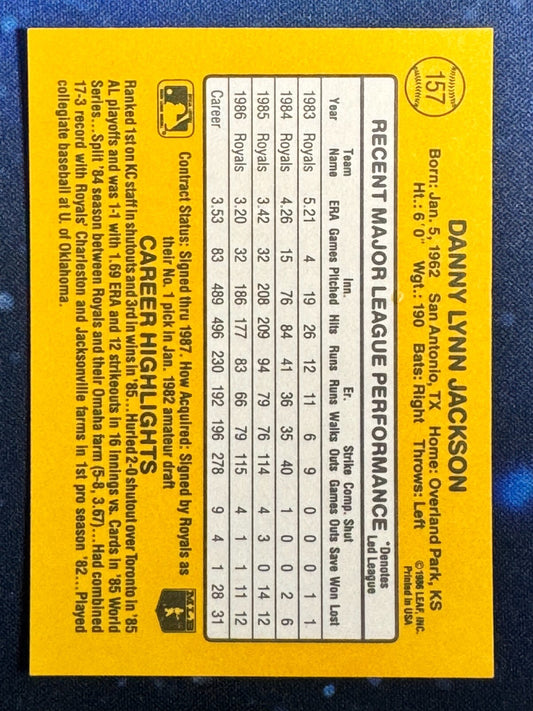 157
DANNY LYNN JACKSON
Born: Jan. 5, 1962 San Antonio, TX Home: Overland Park, KS
Ht.: 6' 0" Wgt.: 190 Bats: Right Throws: Left
©1986 LEAF, INC.
Printed in USA
RECENT MAJOR LEAGUE PERFORMANCE *Denotes Led League
Year Team Name ERA Games Inn. Pitched Hits Runs Er. Runs Walks Strike Outs Comp. Games Shut Outs Save Won Lost
1983 Royals 5.21 4 19 26 12 11 6 9 0 0 0 1 1
1984 Royals 4.26 15 76 84 41 36 35 40 1 0 0 2 6
1985 Royals 3.42 32 208 209 94 79 76 114 4 3 0 14 12
1986 Royals 3.20 32 186 177 83 66 79 115 4 1 1 11 12
Career 3.53 83 489 496 230 192 196 278 9 4 1 28 31
Contract Status: Signed thru 1987. How Acquired: Signed by Royals as
their No. 1 pick in Jan. 1982 amateur draft
MLB
CAREER HIGHLIGHTS
Ranked 1st on KC staff in shutouts and 3rd in wins in '85...Hurled 2-0 shutout over Toronto in '85
AL playoffs and was 1-1 with 1.69 ERA and 12 strikeouts in 16 innings vs. Cards in '85 World
Series...Split '84 season between Royals and their Omaha farm (5-8, 3.67)...Had combined
17-3 record with Royals' Charleston and Jacksonville farms in 1st pro season '82...Played
collegiate baseball at U. of Oklahoma.